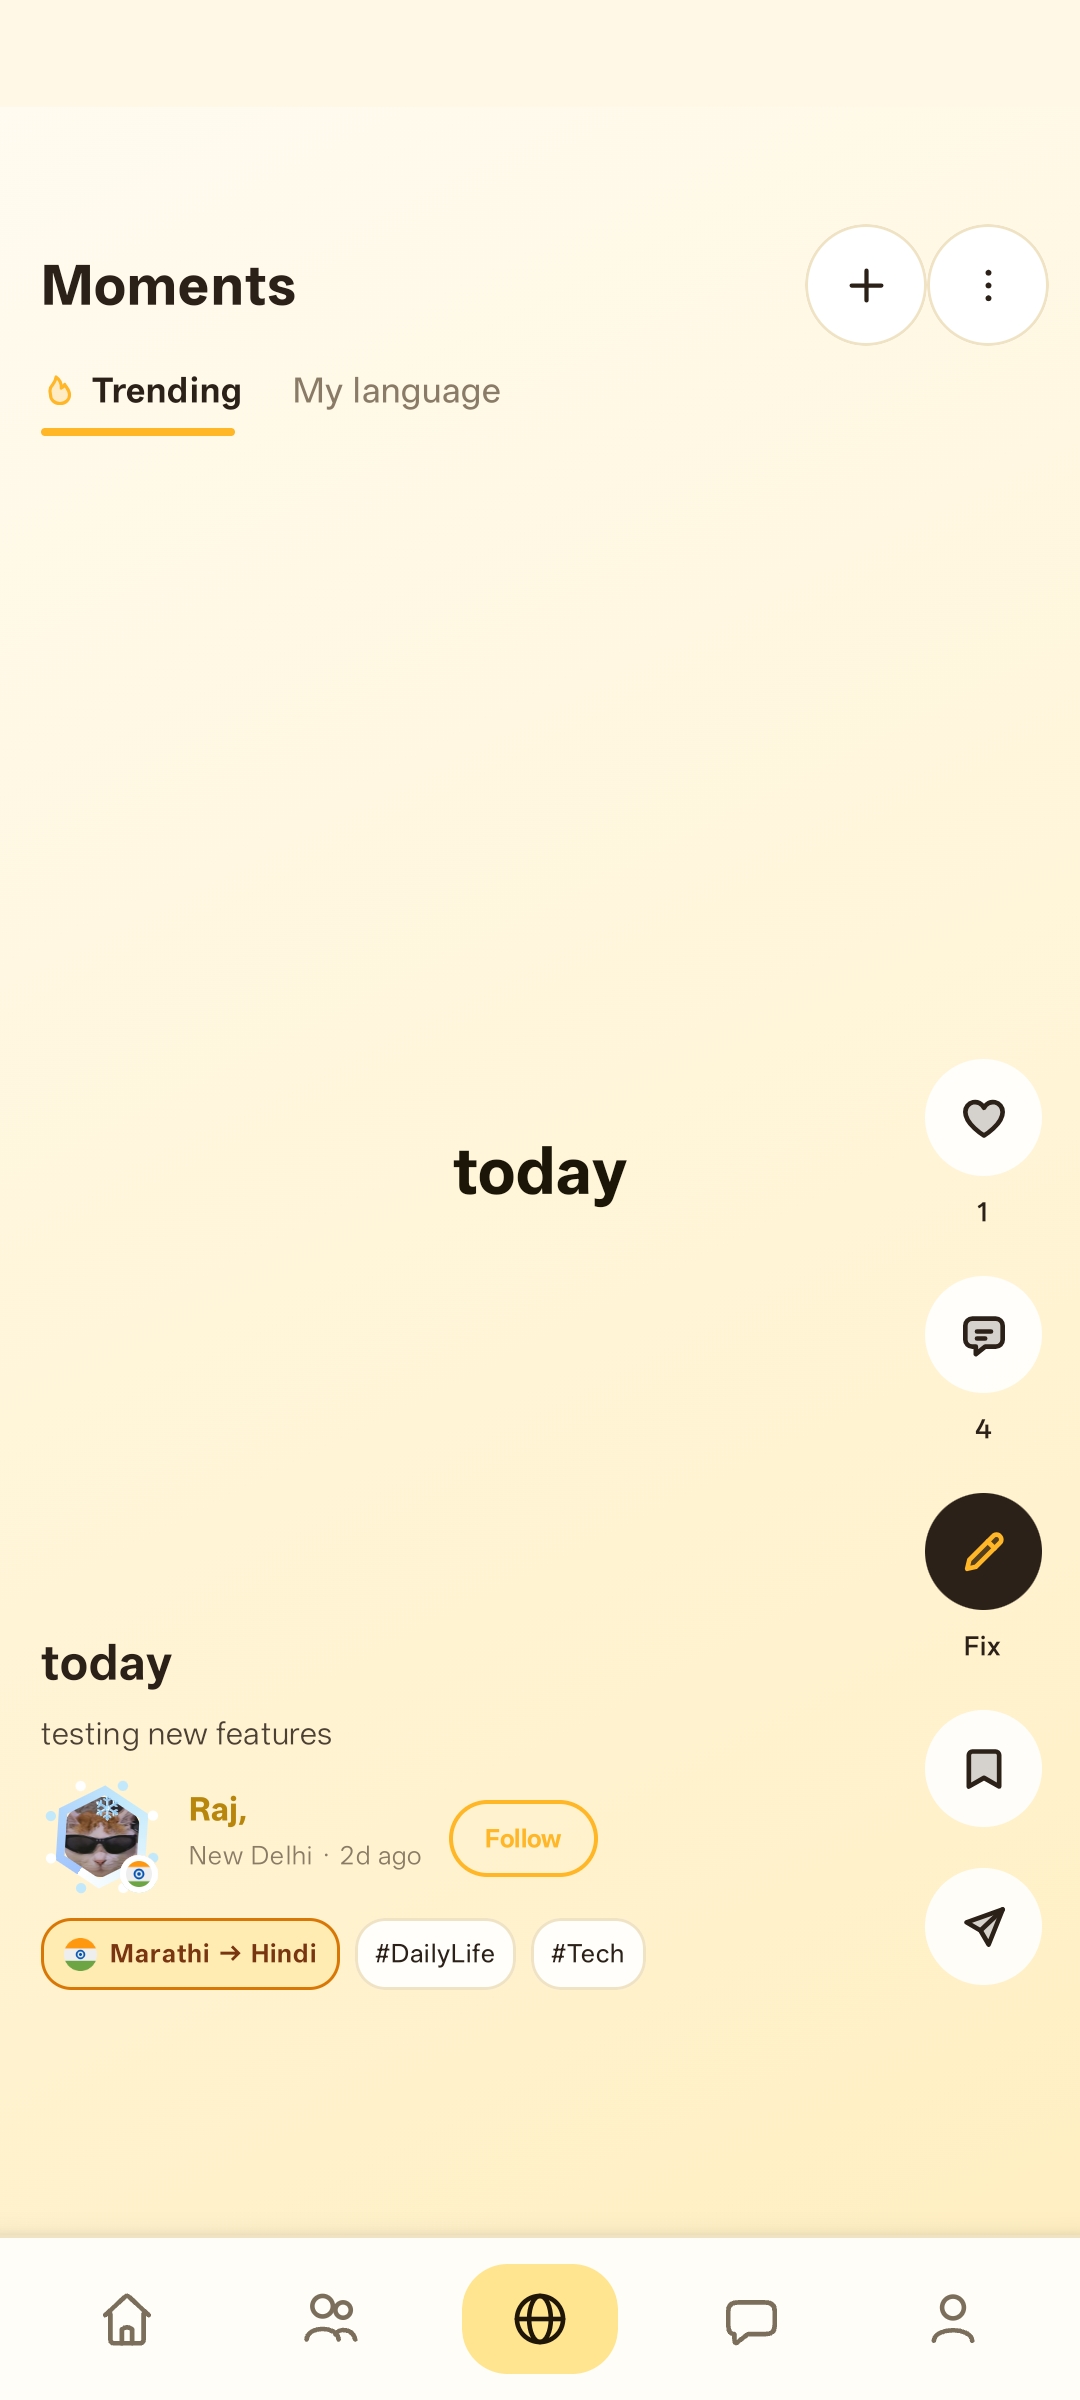 Moments
Trending My language
today
1
4
Fix
today
testing new features
Raj,
New Delhi · 2d ago
Follow
Marathi → Hindi #DailyLife #Tech